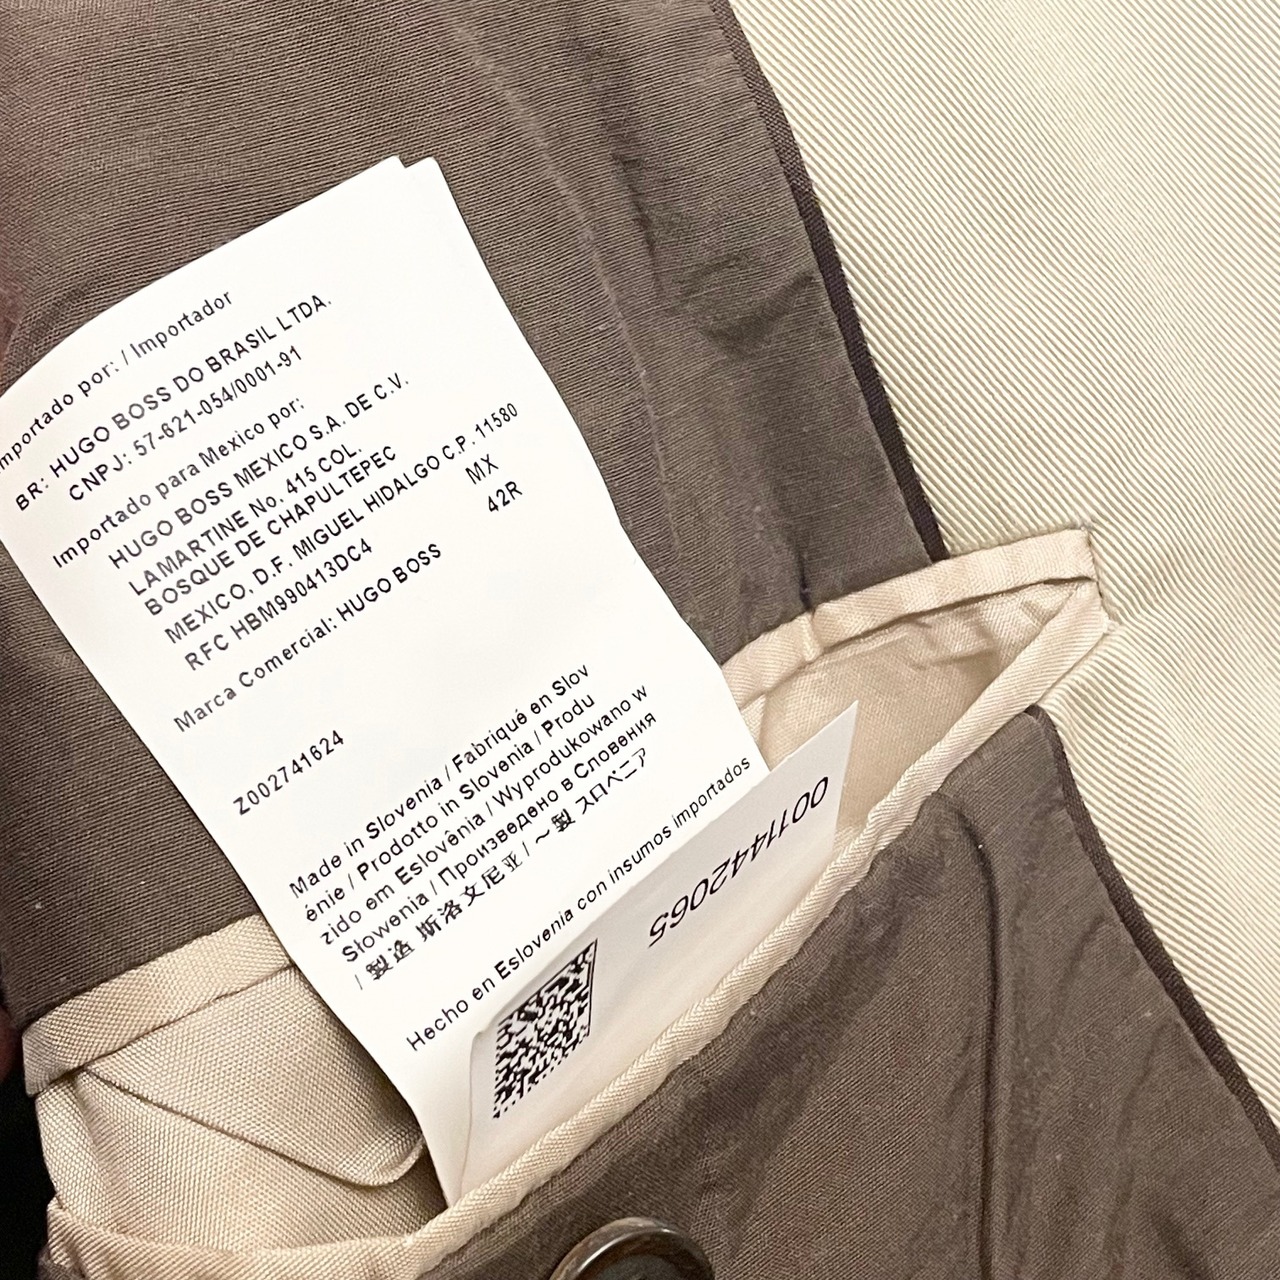 Importado por: / Importador
BR: HUGO BOSS DO BRASIL LTDA.
CNPJ: 57-621-054/0001-91
Importado para Mexico por:
HUGO BOSS MEXICO S.A. DE C.V.
LAMARTINE No. 415 COL.
BOSQUE DE CHAPULTEPEC
MEXICO, D.F. MIGUEL HIDALGO C.P. 11580
RFC HBM990413DC4
MX
42R
Marca Comercial: HUGO BOSS
Z002741624
Made in Slovenia / Fabriqué en Slov
énie / Prodotto in Slovenia / Produ
zido em Eslovênia / Wyprodukowano w
Słowenia / Произведено в Словения
/ 製造 斯洛文尼亚 / ~製 スロベニア
Hecho en Eslovenia con insumos importados
0011442065